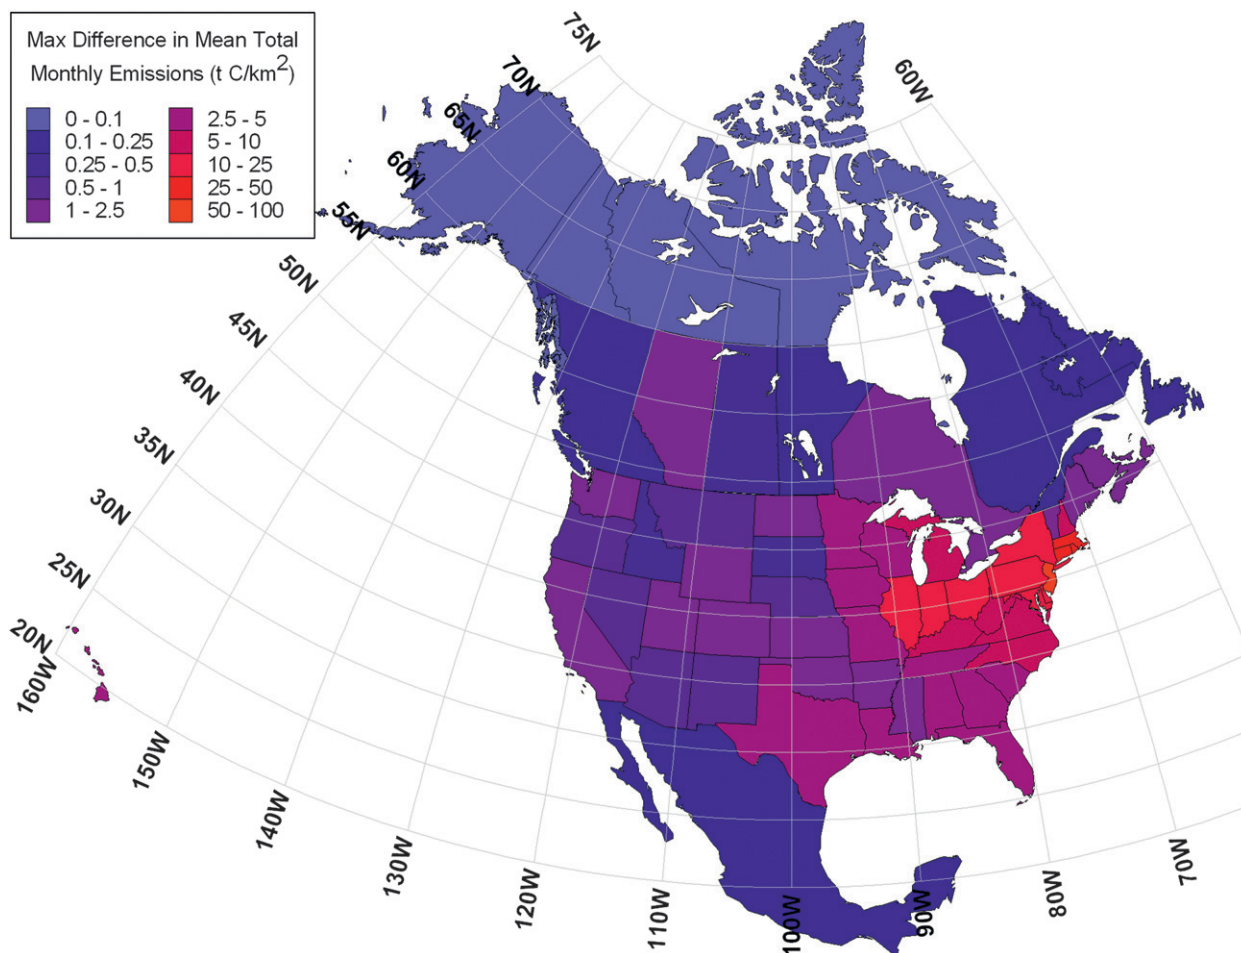 Max Difference in Mean Total
Monthly Emissions (t C/km²)
0 - 0.1
0.1 - 0.25
0.25 - 0.5
0.5 - 1
1 - 2.5
2.5 - 5
5 - 10
10 - 25
25 - 50
50 - 100
75N
70N
65N
60N
55N
50N
45N
40N
35N
30N
25N
20N
160W
150W
140W
130W
120W
110W
100W
90W
80W
70W
60W